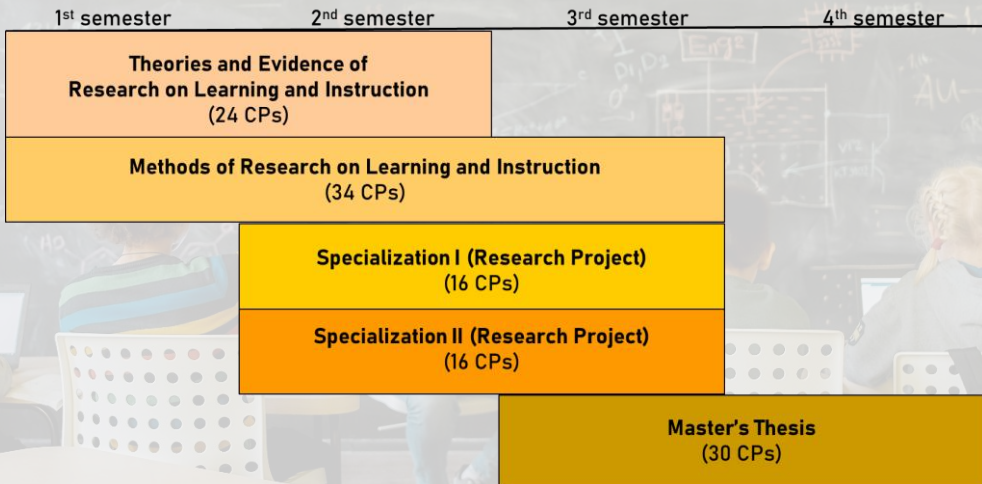 1st semester
2nd semester
3rd semester
4th semester
Theories and Evidence of
Research on Learning and Instruction
(24 CPs)
Methods of Research on Learning and Instruction
(34 CPs)
Specialization I (Research Project)
(16 CPs)
Specialization II (Research Project)
(16 CPs)
Master's Thesis
(30 CPs)